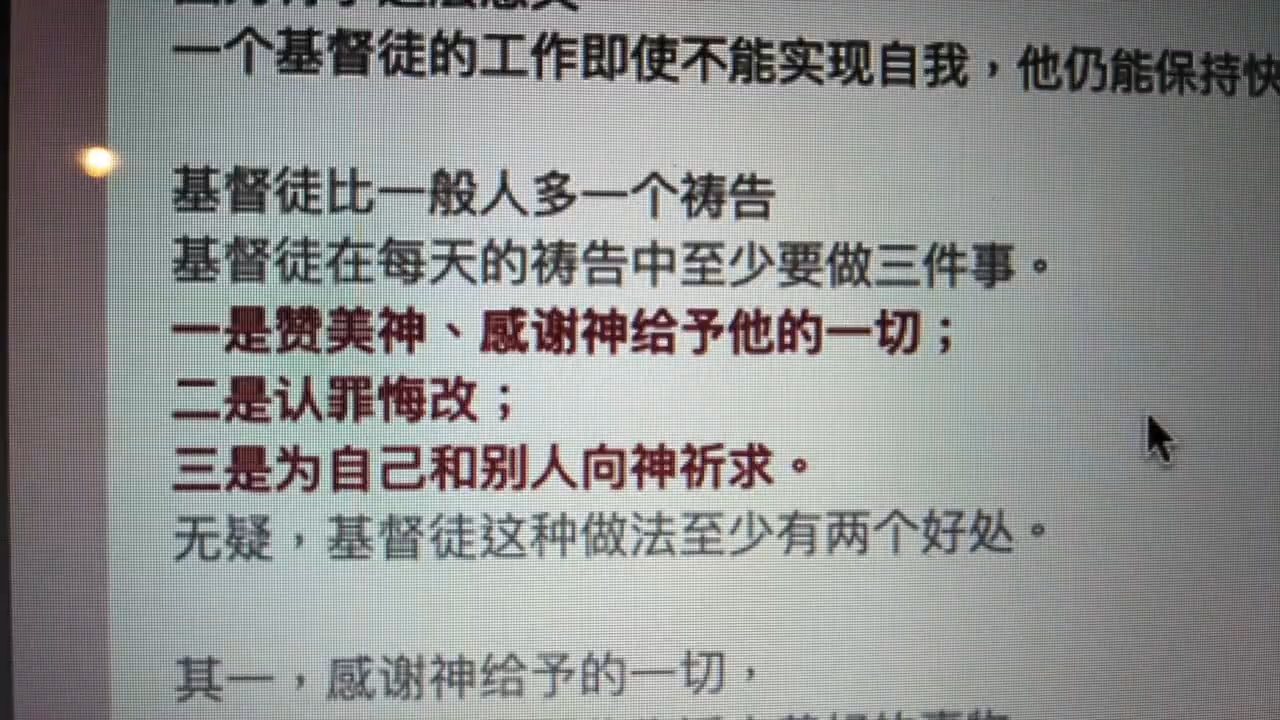 一个基督徒的工作即使不能实现自我，他仍能保持快
基督徒比一般人多一个祷告
基督徒在每天的祷告中至少要做三件事。
一是赞美神、感谢神给予他的一切；
二是认罪悔改；
三是为自己和别人向神祈求。
无疑，基督徒这种做法至少有两个好处。
其一，感谢神给予的一切，